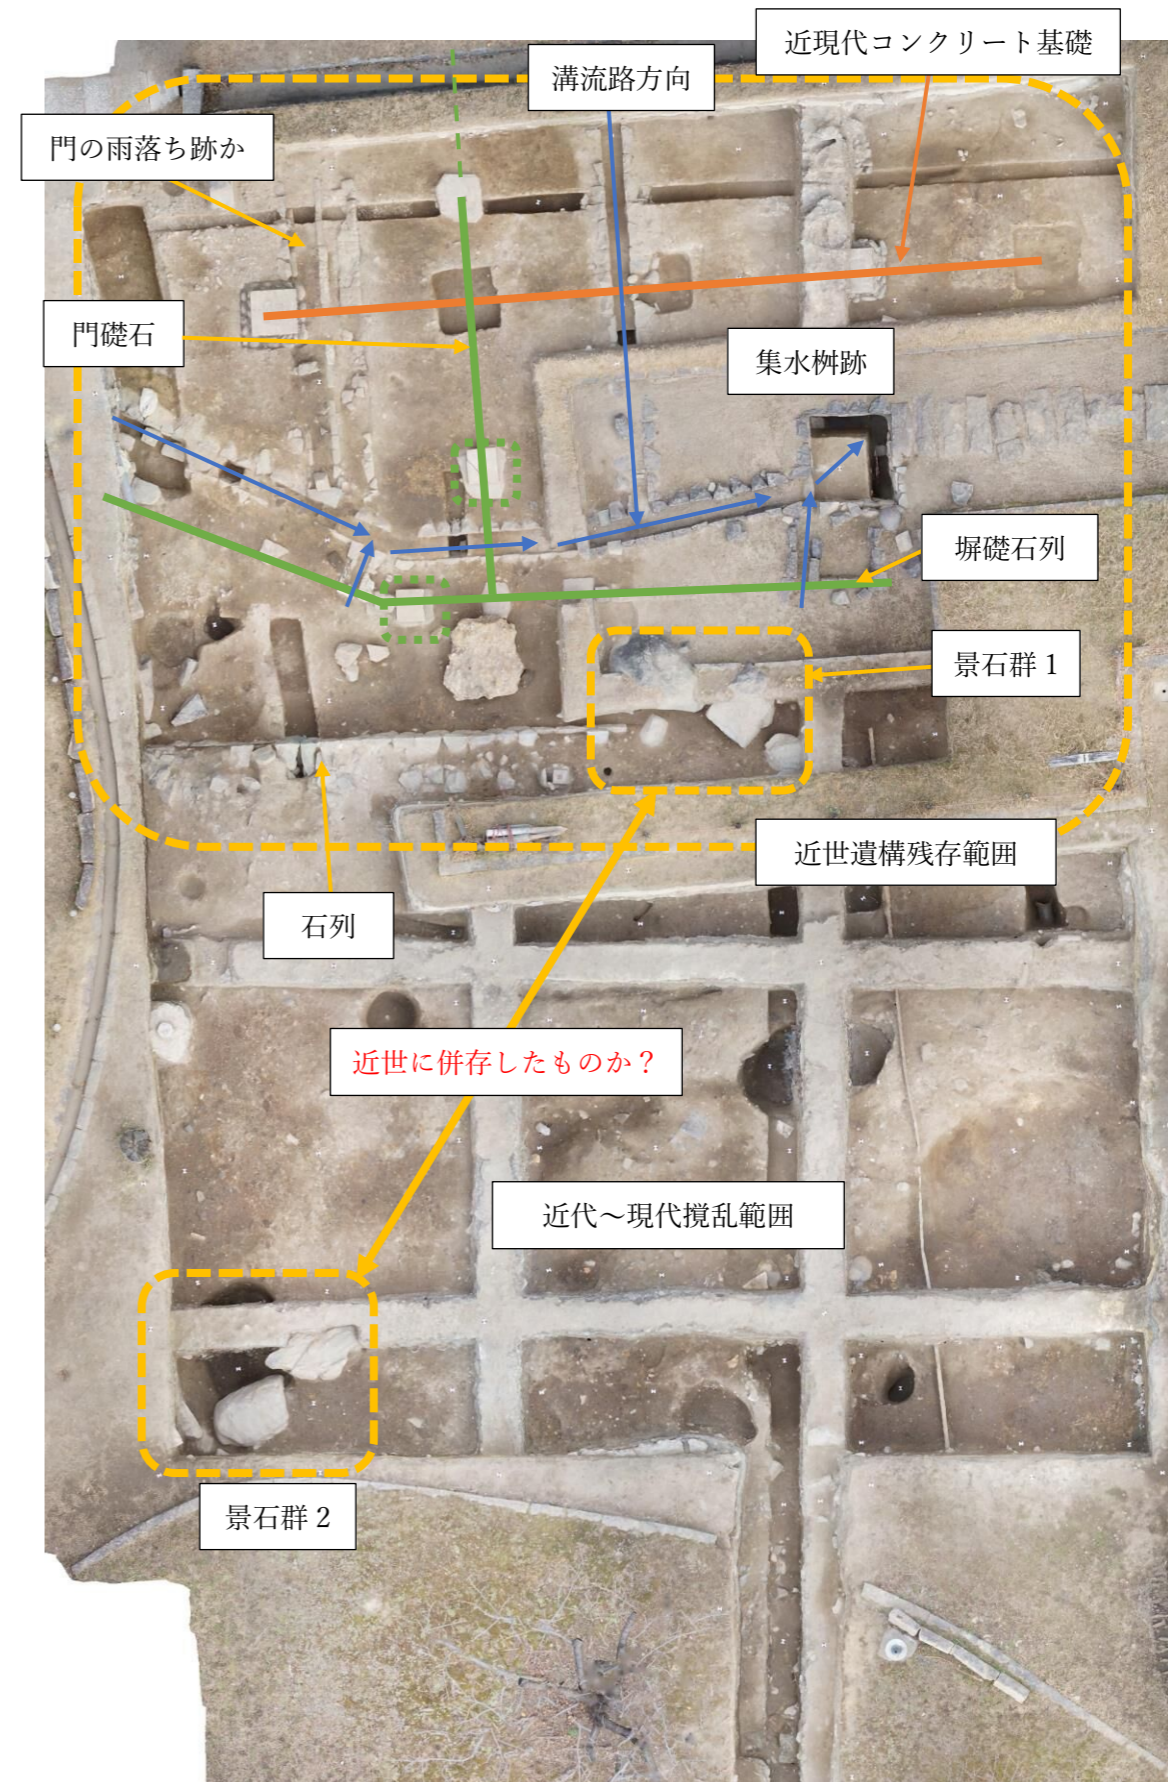 近現代コンクリート基礎
溝流路方向
門の雨落ち跡か
門礎石
集水桝跡
塀礎石列
景石群 1
近世遺構残存範囲
石列
近世に併存したものか？
近代～現代撹乱範囲
景石群 2